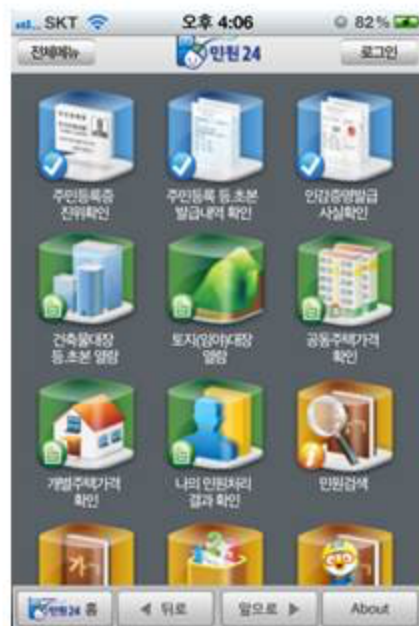 SKT 오후 4:06 82%
전체메뉴 민원24 로그인
주민등록증
진위확인
주민등록 등.초본
발급내역 확인
인감증명발급
사실확인
건축물대장
등.초본 열람
토지(임야)대장
열람
공동주택가격
확인
개별주택가격
확인
나의 민원처리
결과 확인
민원검색
민원24 홈 ◀ 뒤로 앞으로 ▶ About